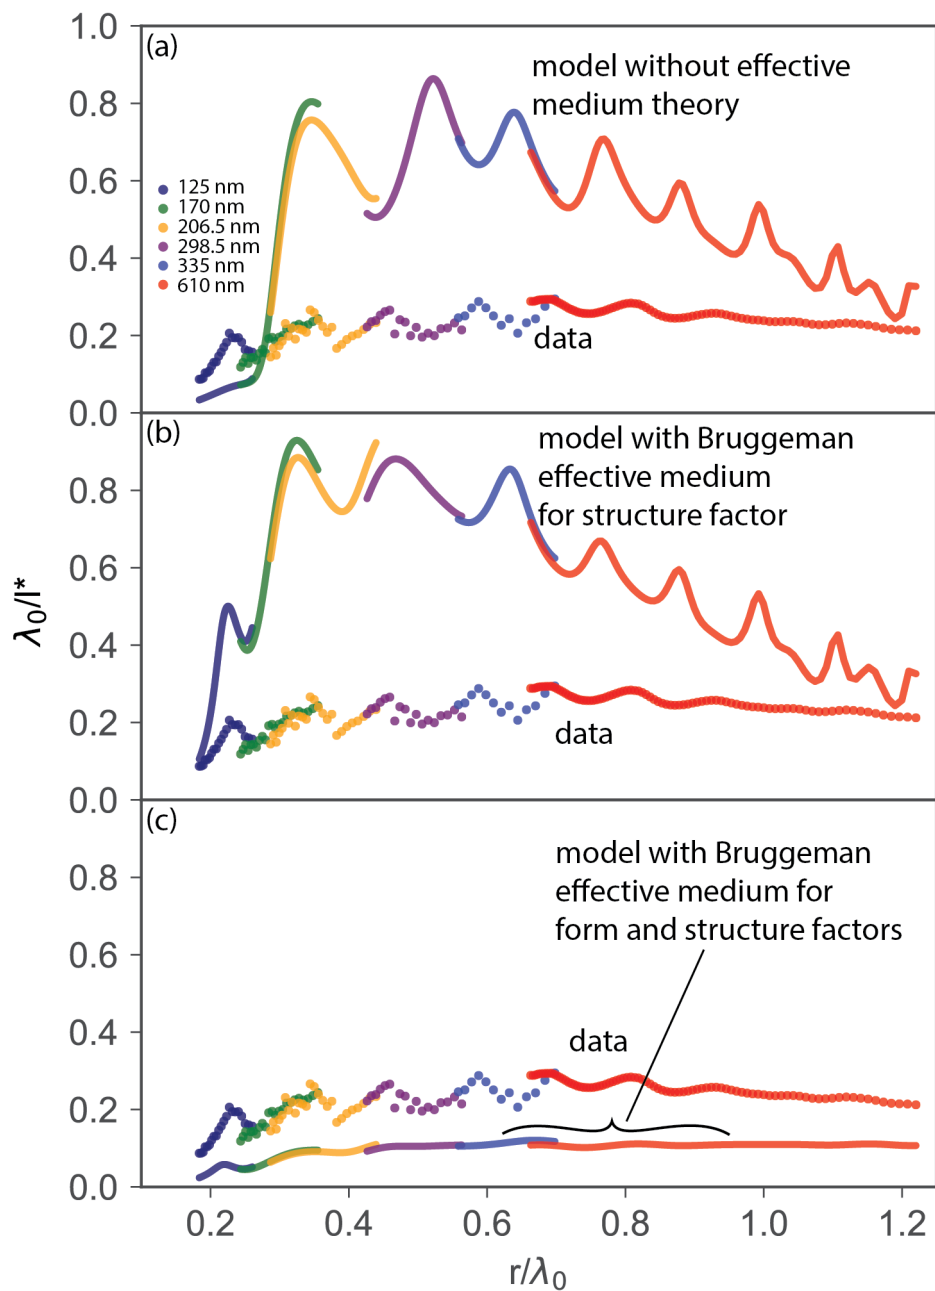 1.0
(a)
model without effective
medium theory
0.8
125 nm
170 nm
206.5 nm
298.5 nm
335 nm
610 nm
0.6
0.4
data
0.2
0.0
(b)
model with Bruggeman
effective medium
for structure factor
0.8
0.6
λ0/l*
0.4
0.2
data
0.0
(c)
model with Bruggeman
effective medium for
form and structure factors
0.8
0.6
0.4
data
0.2
0.0
0.2 0.4 0.6 0.8 1.0 1.2
r/λ0